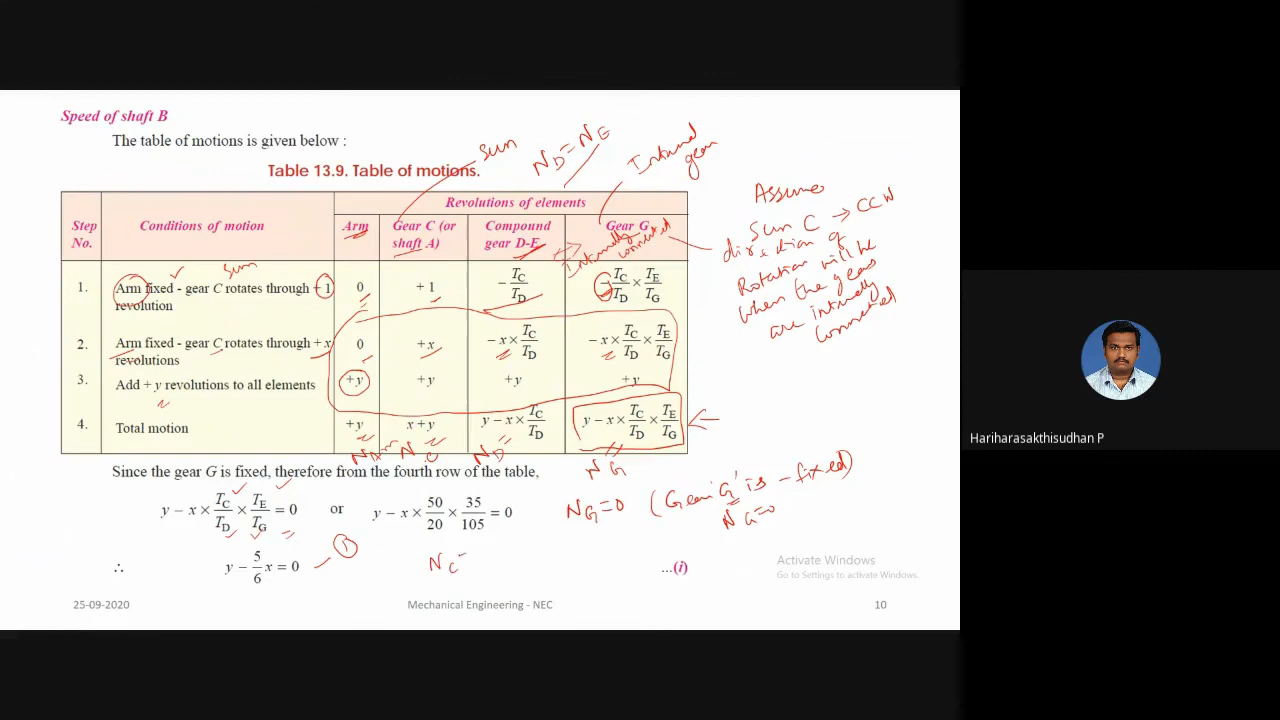 Speed of shaft B
The table of motions is given below :
Table 13.9. Table of motions.
Sun
N_D = N_E
Internal gear
Revolutions of elements
Step No. Conditions of motion Arm Gear C (or shaft A) Compound gear D-E Gear G
Internally connected
Sun
1. Arm fixed - gear C rotates through + 1 revolution 0 + 1 − T_C/T_D − T_C/T_D × T_E/T_G
2. Arm fixed - gear C rotates through + x revolutions 0 + x − x × T_C/T_D − x × T_C/T_D × T_E/T_G
3. Add + y revolutions to all elements + y + y + y + y
4. Total motion + y x + y y − x × T_C/T_D y − x × T_C/T_D × T_E/T_G
N_Arm N_C N_D N_G
Assume
Sun C → CCW
direction of
Rotation will be
when the gears
are internally
connected
Since the gear G is fixed, therefore from the fourth row of the table,
y − x × T_C/T_D × T_E/T_G = 0 or y − x × 50/20 × 35/105 = 0
N_G = 0 (Gear 'G' is - fixed)
N_G = 0
∴ y − 5/6 x = 0 ...(i)
1
N_C =
Activate Windows
Go to Settings to activate Windows.
25-09-2020 Mechanical Engineering - NEC 10
Hariharasakthisudhan P